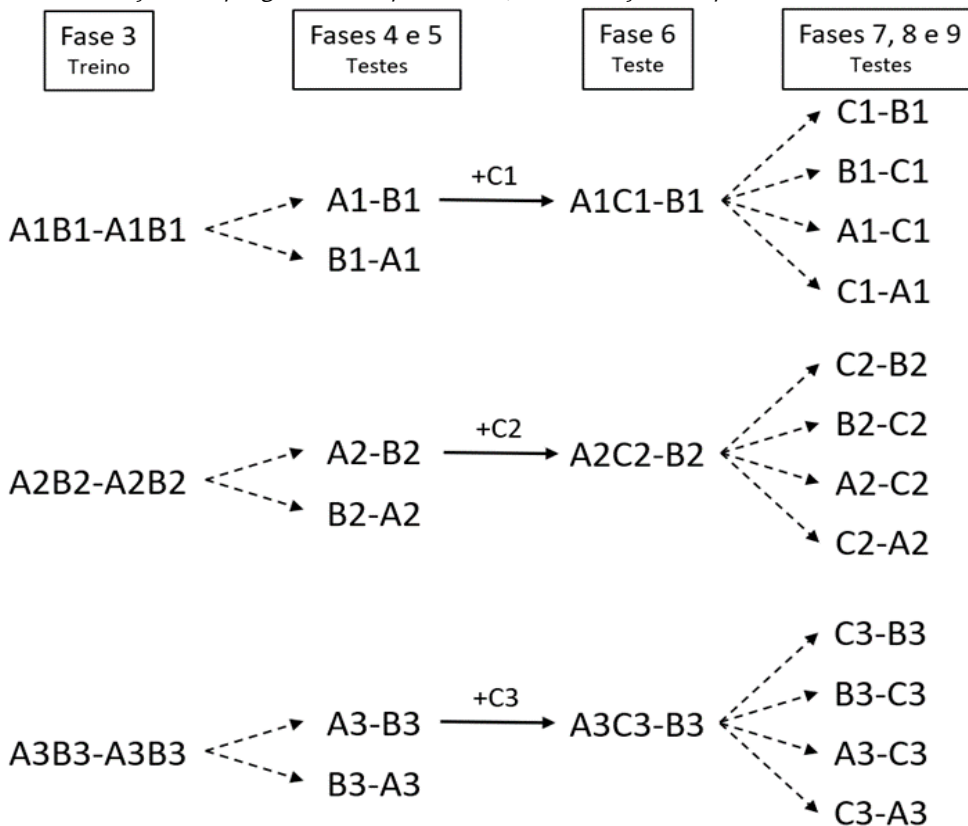 Fase 3
Treino
Fases 4 e 5
Testes
Fase 6
Teste
Fases 7, 8 e 9
Testes
A1B1-A1B1
A1-B1
B1-A1
+C1
A1C1-B1
C1-B1
B1-C1
A1-C1
C1-A1
A2B2-A2B2
A2-B2
B2-A2
+C2
A2C2-B2
C2-B2
B2-C2
A2-C2
C2-A2
A3B3-A3B3
A3-B3
B3-A3
+C3
A3C3-B3
C3-B3
B3-C3
A3-C3
C3-A3